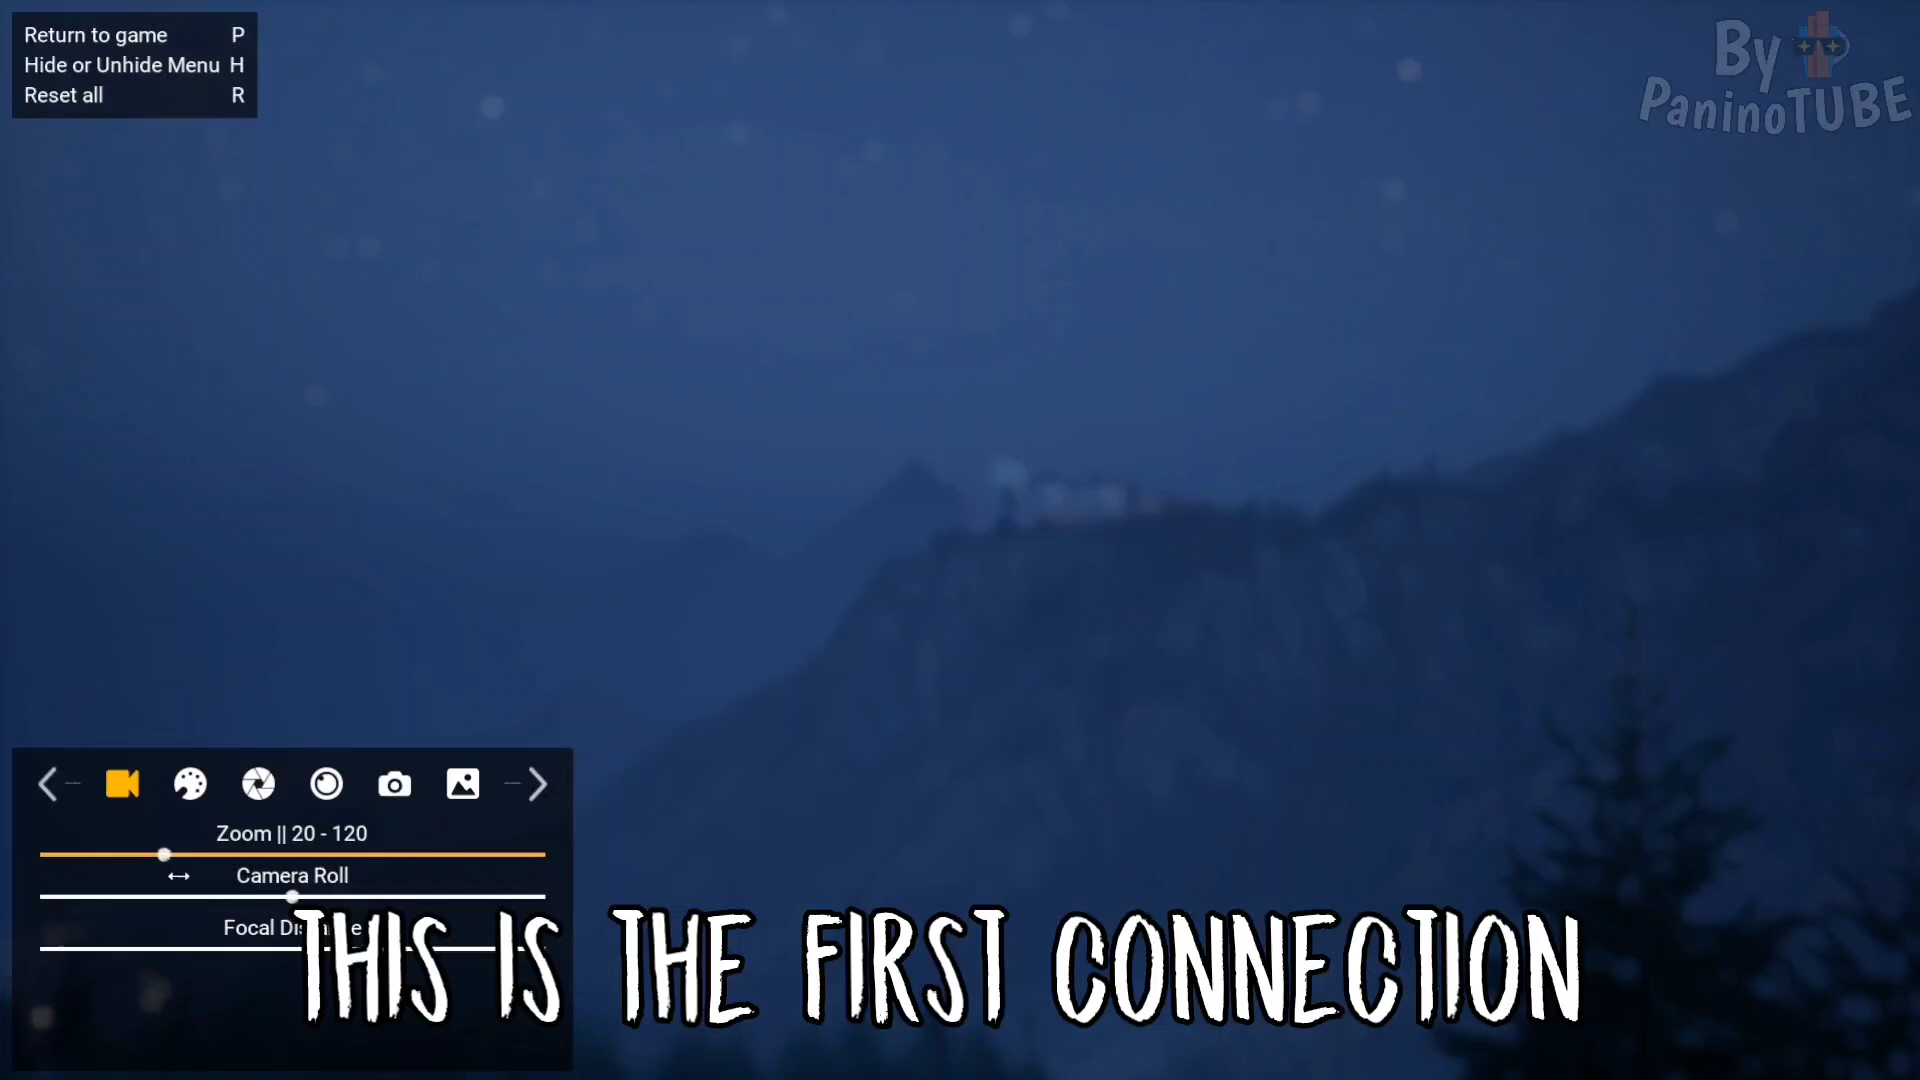 Return to game P
Hide or Unhide Menu H
Reset all R
By
PaninoTUBE
Zoom || 20 - 120
Camera Roll
Focal
THIS IS THE FIRST CONNECTION